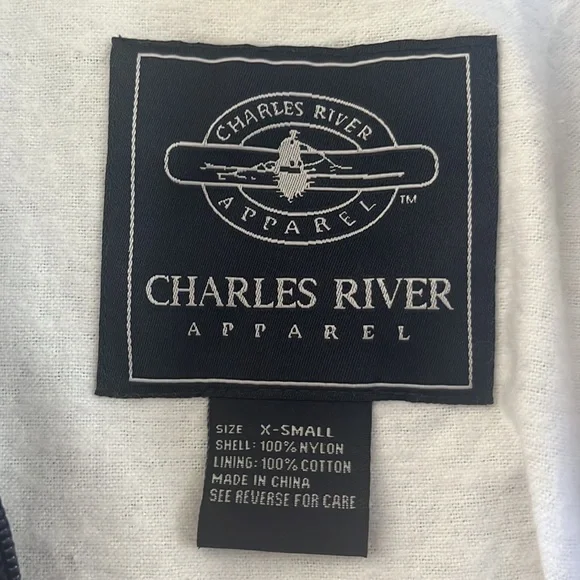 CHARLES RIVER
APPAREL
TM
CHARLES RIVER
APPAREL
SIZE X-SMALL
SHELL: 100% NYLON
LINING: 100% COTTON
MADE IN CHINA
SEE REVERSE FOR CARE